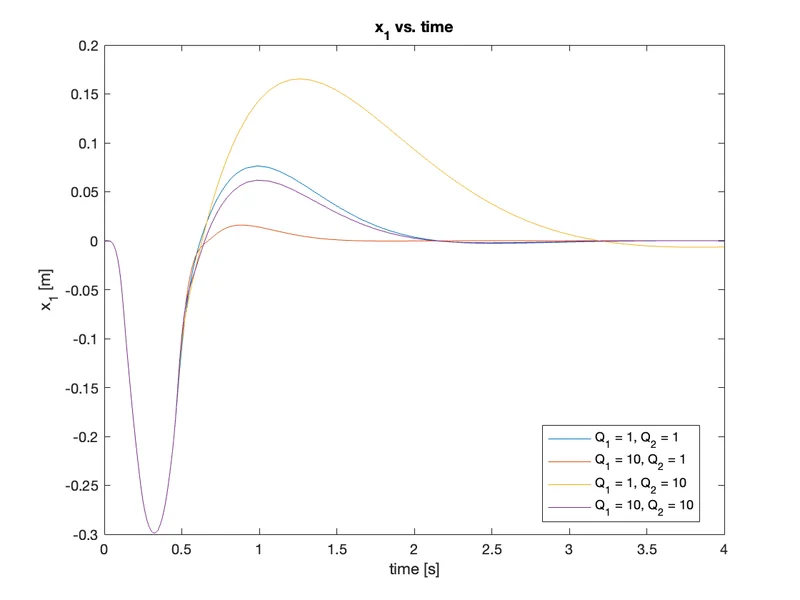 x₁ vs. time
0.2
0.15
0.1
0.05
0
-0.05
-0.1
-0.15
-0.2
-0.25
-0.3
x₁ [m]
0 0.5 1 1.5 2 2.5 3 3.5 4
time [s]
Q₁ = 1, Q₂ = 1
Q₁ = 10, Q₂ = 1
Q₁ = 1, Q₂ = 10
Q₁ = 10, Q₂ = 10